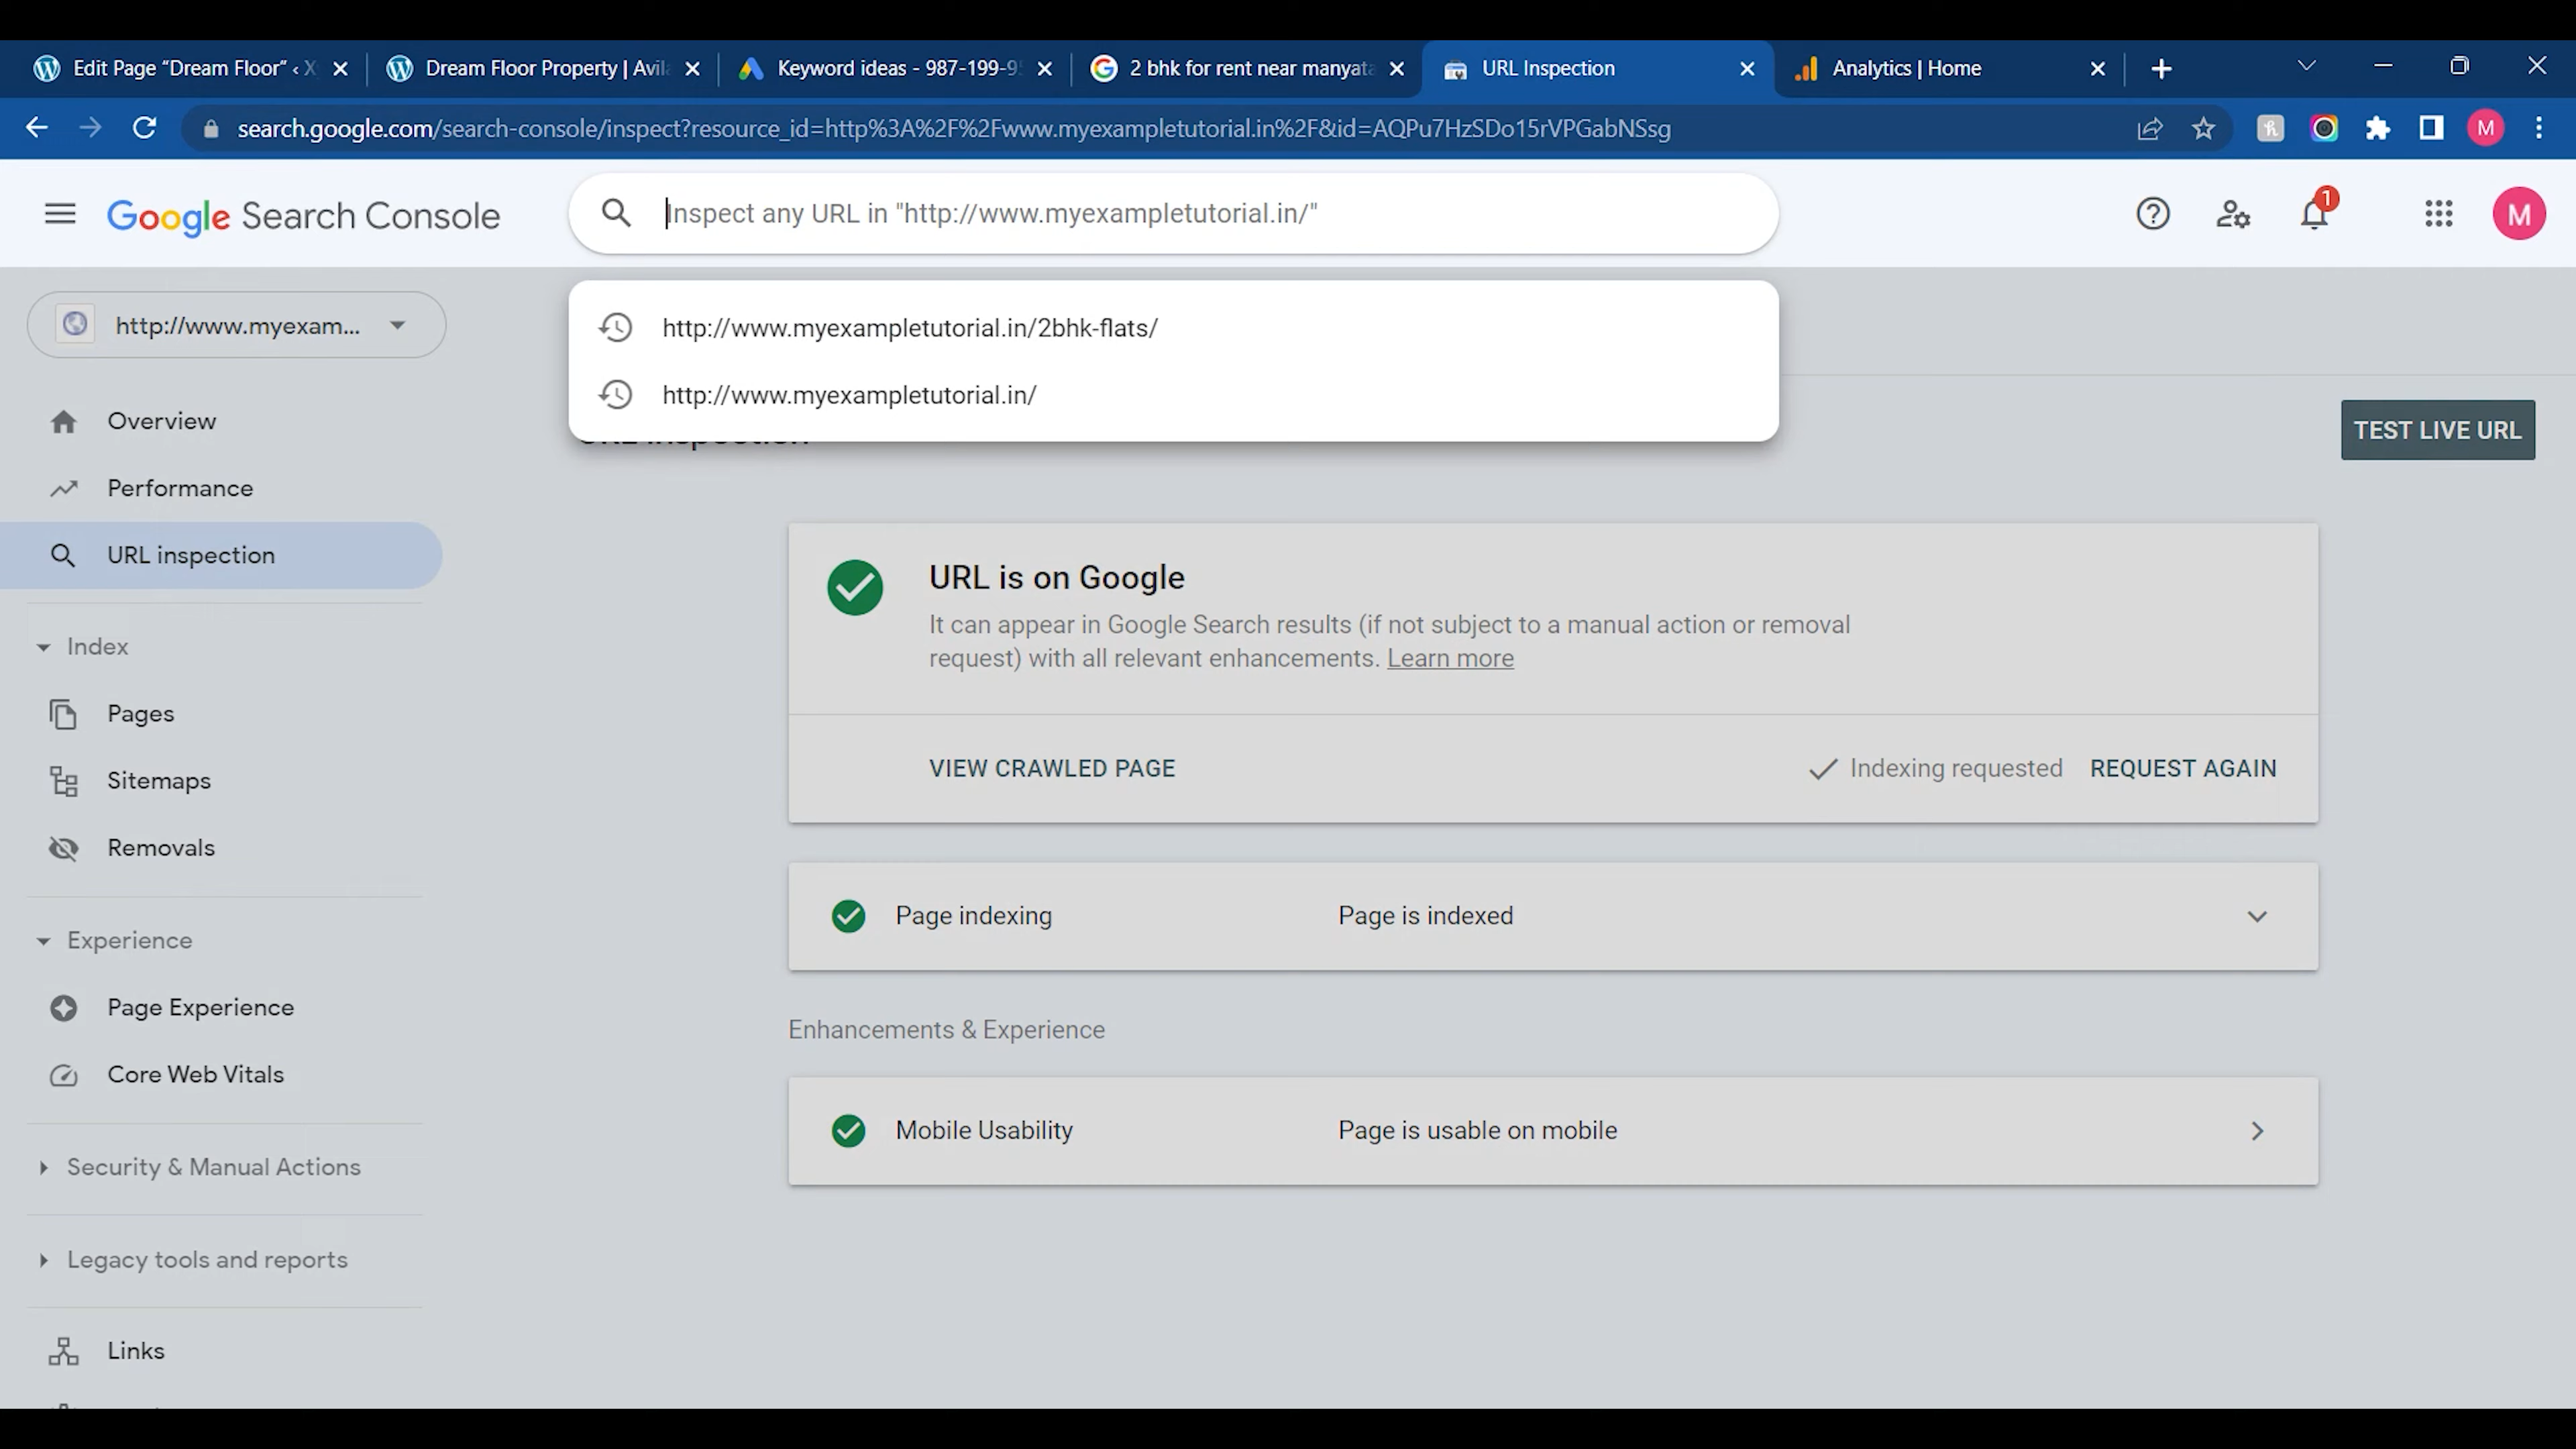 Edit Page “Dream Floor” ‹ X
Dream Floor Property | Avila
Keyword ideas - 987-199-9
2 bhk for rent near manyata
URL Inspection
Analytics | Home
search.google.com/search-console/inspect?resource_id=http%3A%2F%2Fwww.myexampletutorial.in%2F&id=AQPu7HzSDo15rVPGabNSsg
M
Google Search Console
Inspect any URL in "http://www.myexampletutorial.in/"
1
M
http://www.myexam...
http://www.myexampletutorial.in/2bhk-flats/
http://www.myexampletutorial.in/
URL inspection
TEST LIVE URL
Overview
Performance
URL inspection
Index
Pages
Sitemaps
Removals
Experience
Page Experience
Core Web Vitals
Security & Manual Actions
Legacy tools and reports
Links
URL is on Google
It can appear in Google Search results (if not subject to a manual action or removal
request) with all relevant enhancements. Learn more
VIEW CRAWLED PAGE
Indexing requested
REQUEST AGAIN
Page indexing
Page is indexed
Enhancements & Experience
Mobile Usability
Page is usable on mobile